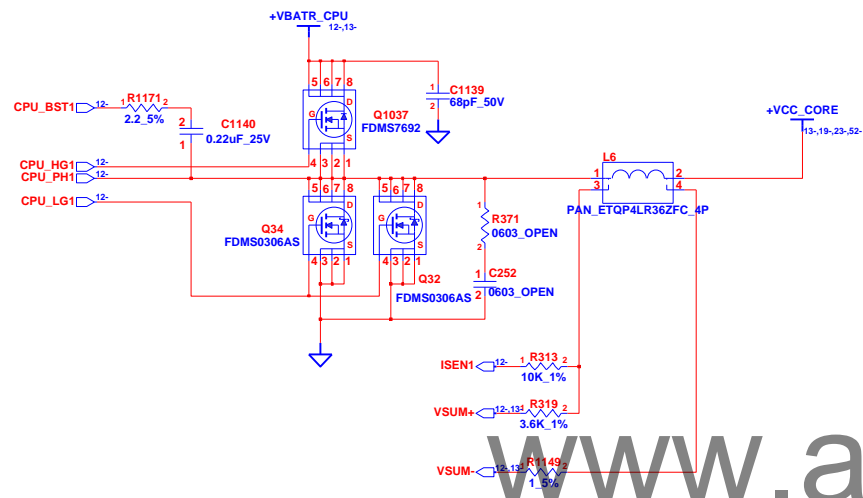 +VBATR_CPU
12-,13-
5 6 7 8
CPU_BST1 12- 1 R1171 2
2.2_5%
D
G
S
Q1037
FDMS7692
1 C1139
2 68pF_50V
2 C1140
1 0.22uF_25V
+VCC_CORE
13-,19-,23-,52-
4 3 2 1
CPU_HG1 12-
CPU_PH1 12-
L6
1 2
3 4
PAN_ETQP4LR36ZFC_4P
CPU_LG1 12-
5 6 7 8
5 6 7 8
D
G
S
Q34
FDMS0306AS
D
G
S
4 3 2 1
4 3 2 1
Q32
FDMS0306AS
1
R371
0603_OPEN
2
1 C252
2 0603_OPEN
ISEN1 12- 1 R313 2
10K_1%
VSUM+ 12-,13- 1 R319 2
3.6K_1%
VSUM- 12-,13- 1 R1149 2
1_5%
www.a